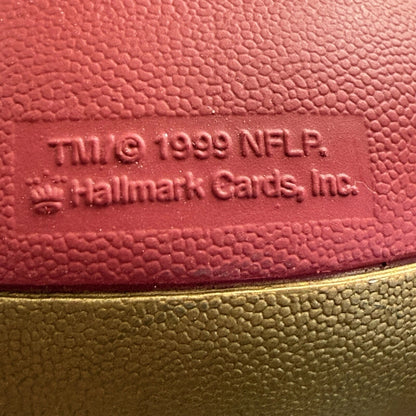 TM/© 1999 NFLP.
Hallmark Cards, Inc.